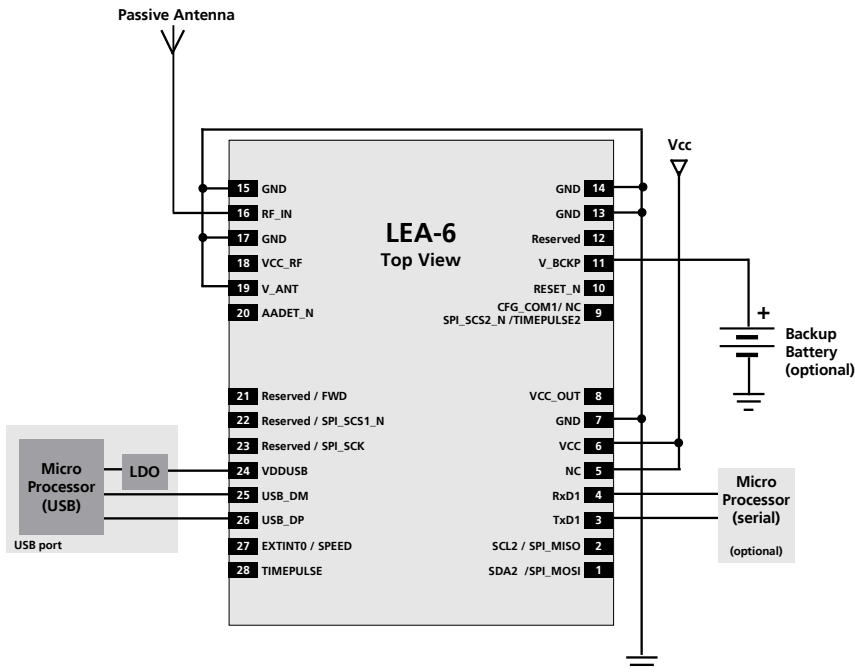 Passive Antenna
Vcc
LEA-6
Top View
15 GND
16 RF_IN
17 GND
18 VCC_RF
19 V_ANT
20 AADET_N
21 Reserved / FWD
22 Reserved / SPI_SCS1_N
23 Reserved / SPI_SCK
24 VDDUSB
25 USB_DM
26 USB_DP
27 EXTINT0 / SPEED
28 TIMEPULSE
GND 14
GND 13
Reserved 12
V_BCKP 11
RESET_N 10
CFG_COM1/ NC
SPI_SCS2_N /TIMEPULSE2 9
VCC_OUT 8
GND 7
VCC 6
NC 5
RxD1 4
TxD1 3
SCL2 / SPI_MISO 2
SDA2 /SPI_MOSI 1
+
Backup
Battery
(optional)
Micro
Processor
(USB)
LDO
USB port
Micro
Processor
(serial)
(optional)